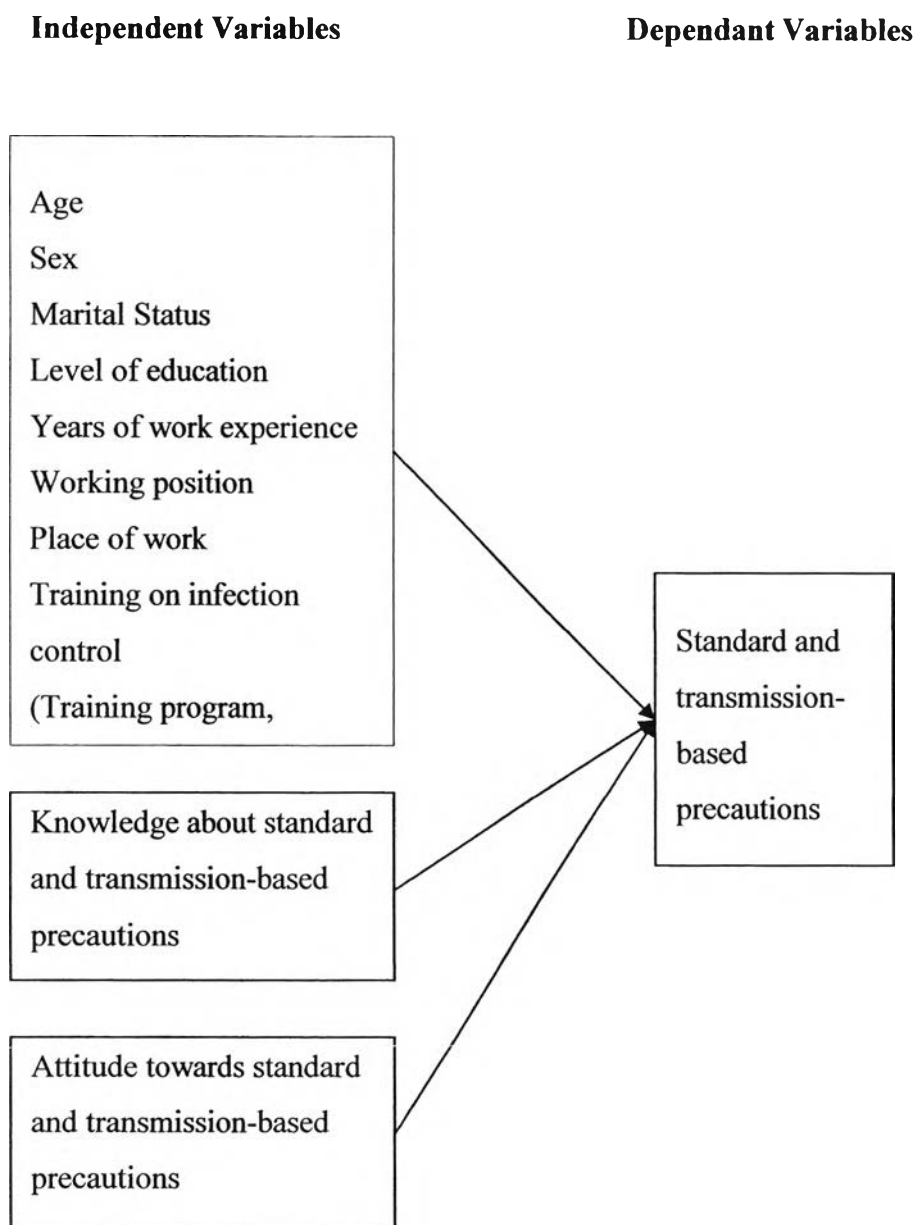 Independent Variables
Dependant Variables
Age
Sex
Marital Status
Level of education
Years of work experience
Working position
Place of work
Training on infection
control
(Training program,
Knowledge about standard
and transmission-based
precautions
Attitude towards standard
and transmission-based
precautions
Standard and
transmission-
based
precautions